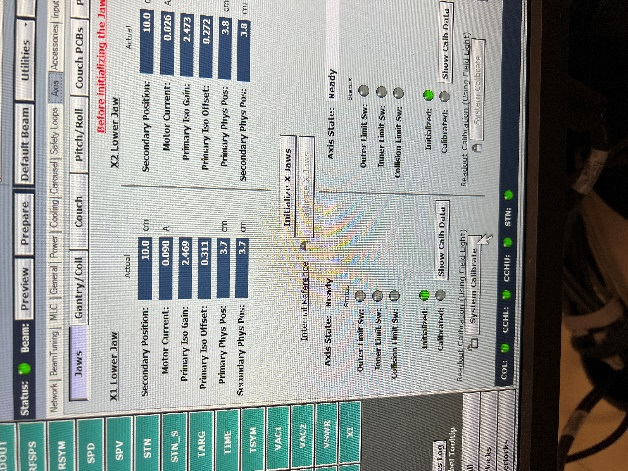 Status: Beam: Preview Prepare Default Beam Utilities
Network BeamTuning MLC General Power Cooling Carousel Safety Loops Axis Accessories
Jaws Gantry/Coll Couch Pitch/Roll Couch PCBs
Before initializing the Jaw
X1 Lower Jaw
Actual
Secondary Position: 10.0 cm
Motor Current: 0.090 A
Primary Iso Gain: 2.469
Primary Iso Offset: 0.311
Primary Phys Pos: 3.7 cm
Secondary Phys Pos: 3.7 cm
X2 Lower Jaw
Actual
Secondary Position: 10.0
Motor Current: 0.026 A
Primary Iso Gain: 2.473
Primary Iso Offset: 0.272
Primary Phys Pos: 3.8 cm
Secondary Phys Pos: 3.8 cm
Initialize X Jaws
Internal Reference
Axis State: Ready
Outer Limit Sw:
Inner Limit Sw:
Collision Limit Sw:
Initialized:
Calibrated: Show Calib Data
Readout Calibration (Using Field Light)
System Calibrate
Axis State: Ready
Status
Outer Limit Sw:
Inner Limit Sw:
Collision Limit Sw:
Initialized:
Calibrated: Show Calib Data
Readout Calibration (Using Field Light)
System Calibrate
COL: CCHL: CCHU: STN:
RFSPS
RSYM
SPD
SPV
STN
STN_S
TARG
TIME
TSYM
VAC1
VAC2
VSWR
X1